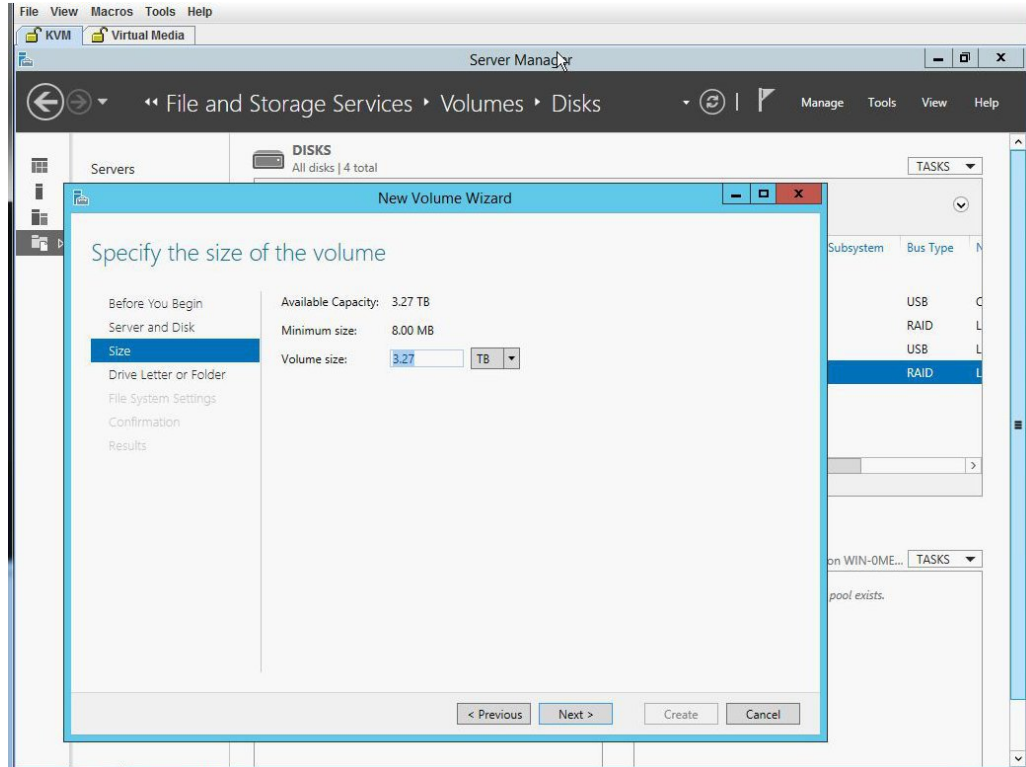 File View Macros Tools Help
KVM Virtual Media
Server Manager
File and Storage Services Volumes Disks Manage Tools View Help
DISKS
All disks | 4 total
Servers
TASKS
New Volume Wizard
Specify the size of the volume
Subsystem Bus Type
Before You Begin
Server and Disk
Size
Drive Letter or Folder
File System Settings
Confirmation
Results
Available Capacity: 3.27 TB
Minimum size: 8.00 MB
Volume size: 3.27 TB
USB
RAID
USB
RAID
on WIN-0ME... TASKS
pool exists.
< Previous Next > Create Cancel